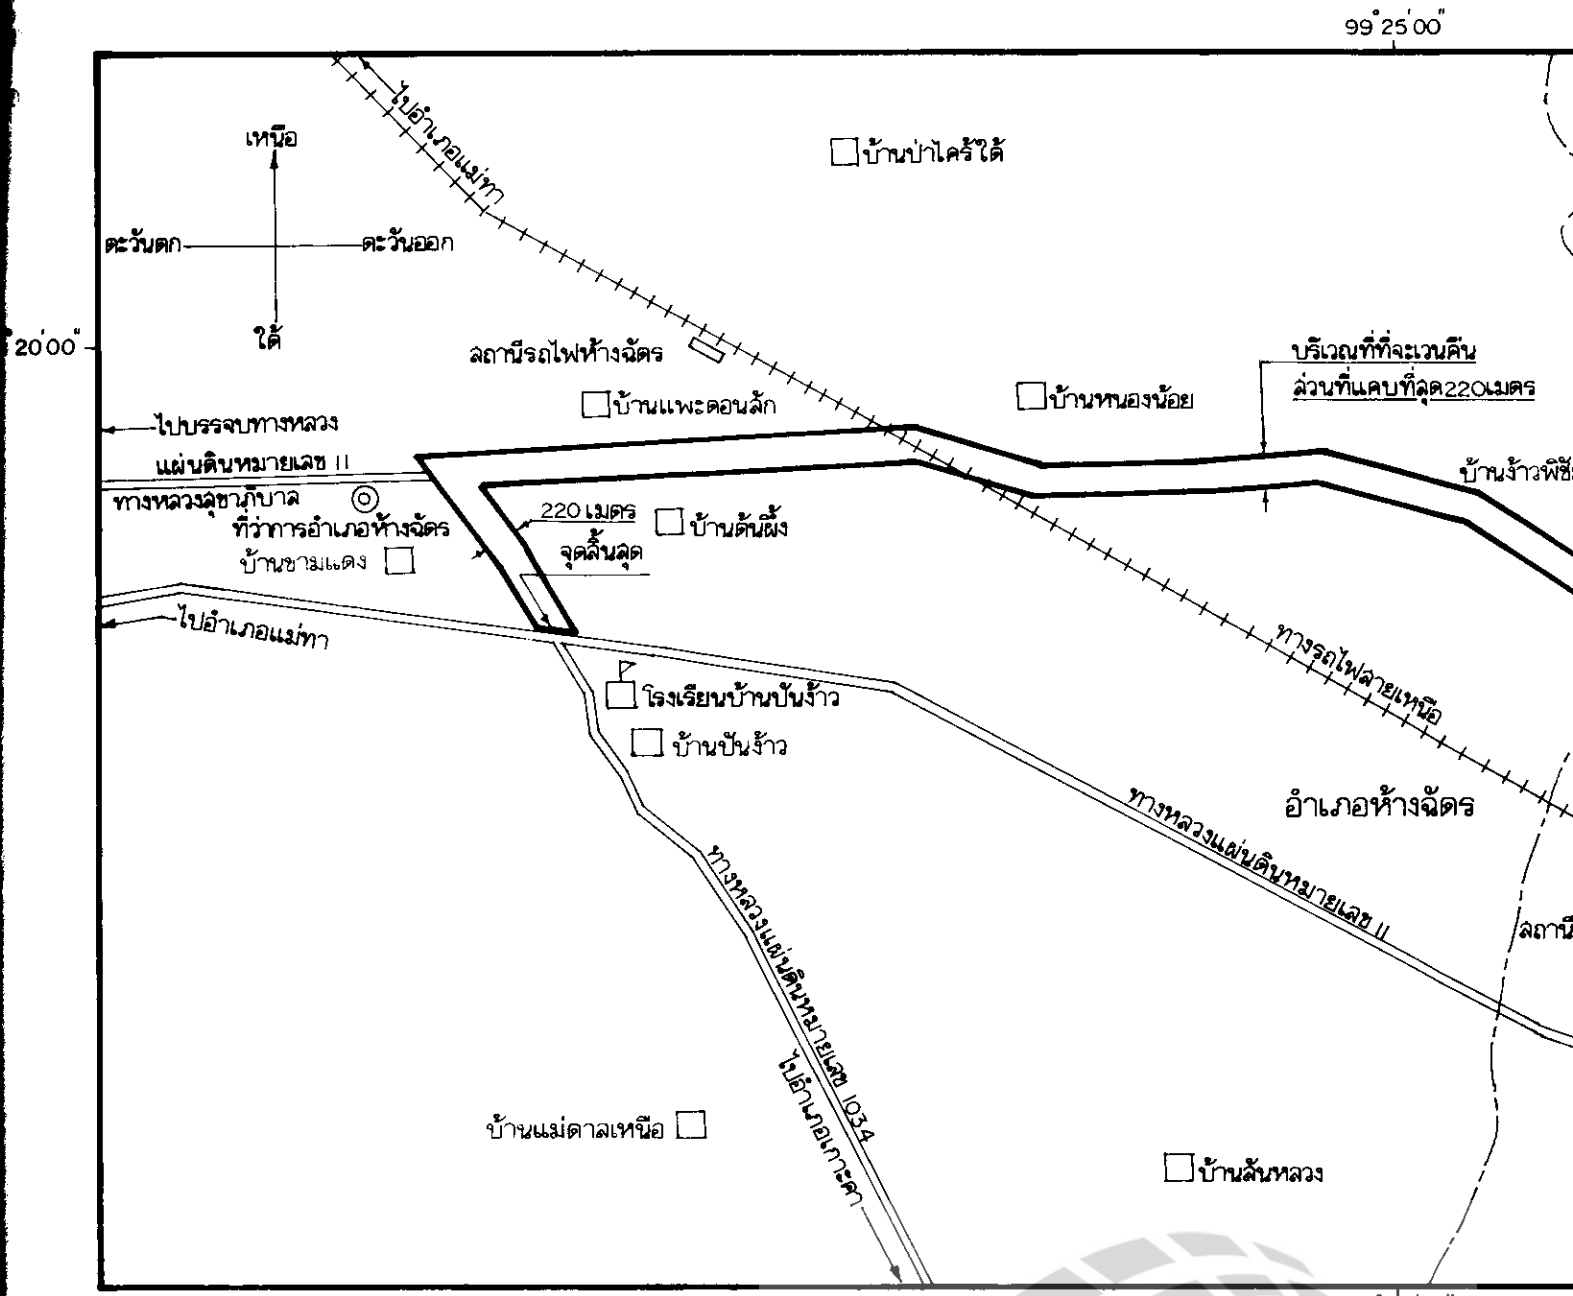 99°25'00"
ไปอำเภอแม่ทา
เหนือ
บ้านป่าไคร้ใต้
ตะวันตก
ตะวันออก
ใต้
20'00"
สถานีรถไฟห้างฉัตร
บริเวณที่ที่จะเวนคืน
ส่วนที่แคบที่สุด220เมตร
บ้านแพะดอนสัก
บ้านหนองน้อย
ไปบรรจบทางหลวง
แผ่นดินหมายเลข 11
บ้านง้าวพิชั
ทางหลวงสุขาภิบาล
220 เมตร
บ้านต้นผึ้ง
ที่ว่าการอำเภอห้างฉัตร
จุดสิ้นสุด
บ้านขามแดง
ไปอำเภอแม่ทา
ทางรถไฟสายเหนือ
โรงเรียนบ้านปันง้าว
บ้านปันง้าว
ทางหลวงแผ่นดินหมายเลข 11
อำเภอห้างฉัตร
ทางหลวงแผ่นดินหมายเลข 1034
สถานี
ไปอำเภอเกาะคา
บ้านแม่ตาลเหนือ
บ้านสันหลวง